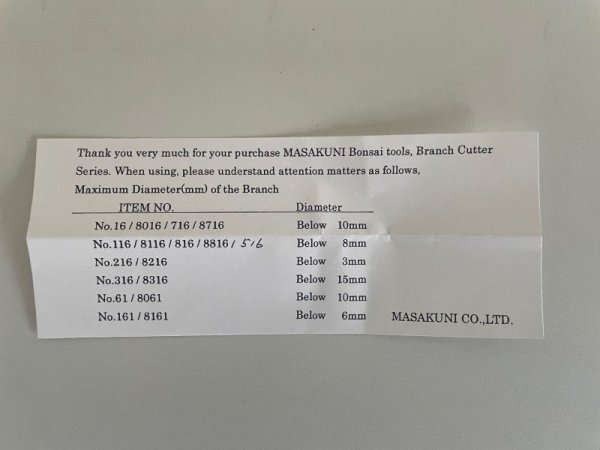 Thank you very much for your purchase MASAKUNI Bonsai tools, Branch Cutter
Series. When using, please understand attention matters as follows,
Maximum Diameter(mm) of the Branch
ITEM NO. Diameter
No.16 / 8016 / 716 / 8716 Below 10mm
No.116 / 8116 / 816 / 8816 / 516 Below 8mm
No.216 / 8216 Below 3mm
No.316 / 8316 Below 15mm
No.61 / 8061 Below 10mm
No.161 / 8161 Below 6mm MASAKUNI CO.,LTD.